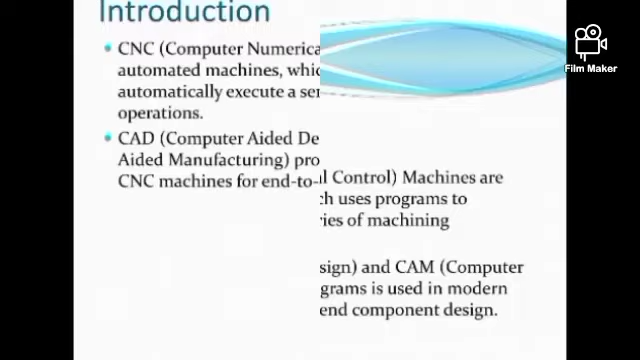 Introduction
CNC (Computer Numerica
automated machines, whic
automatically execute a se
operations.
CAD (Computer Aided De
Aided Manufacturing) pro
CNC machines for end-to-
l Control) Machines are
ch uses programs to
ries of machining
sign) and CAM (Computer
grams is used in modern
end component design.
Film Maker